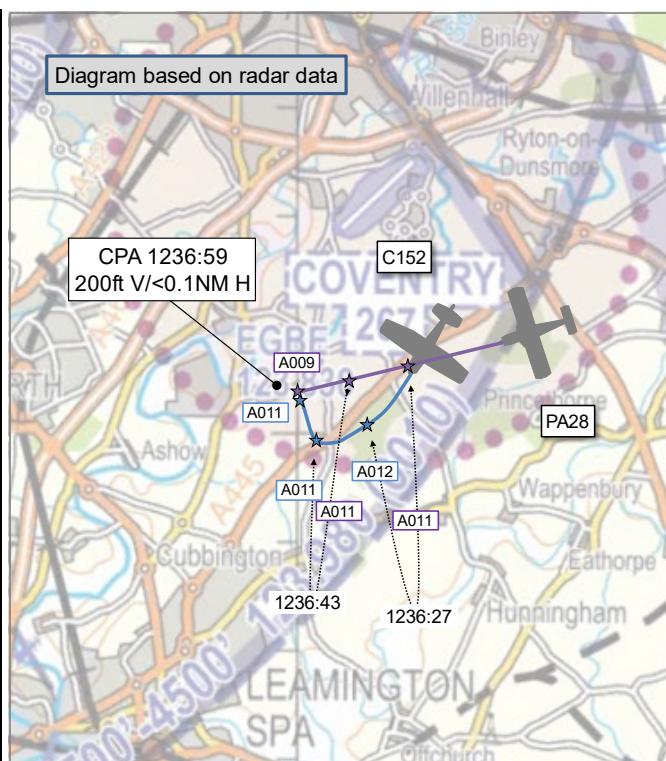 Diagram based on radar data
Binley
Willenhall
Ryton-on-
Dunsmore
CPA 1236:59
200ft V/<0.1NM H
C152
COVENTRY
EGBE
A009
A011
Princethorpe
PA28
Ashow
A445
A011
A012
A011
A011
Wappenbury
Cubbington
Eathorpe
1236:43
1236:27
Hunningham
LEAMINGTON
SPA
Offchurch